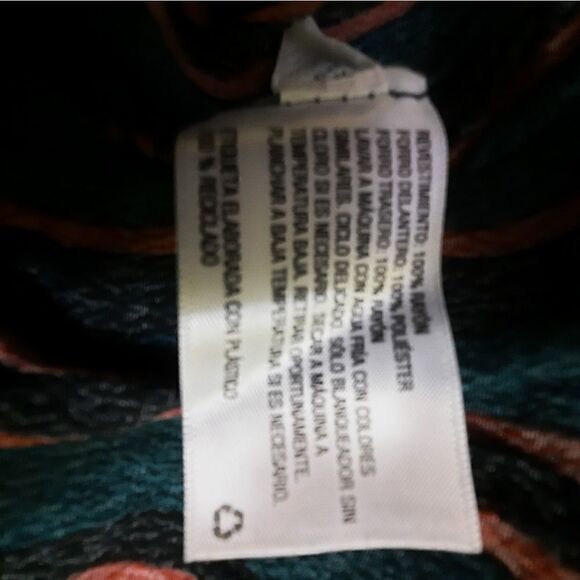 REVESTIMIENTO: 100% RAYÓN
FORRO DELANTERO: 100% POLIÉSTER
FORRO TRASERO: 100% RAYÓN
LAVAR A MÁQUINA CON AGUA FRÍA CON COLORES
SIMILARES, CICLO DELICADO, SÓLO BLANQUEADOR SIN
CLORO SI ES NECESARIO, SECAR A MÁQUINA A
TEMPERATURA BAJA, RETIRAR OPORTUNAMENTE.
PLANCHAR A BAJA TEMPERATURA SI ES NECESARIO.
ETIQUETA ELABORADA CON PLÁSTICO
100 % RECICLADO